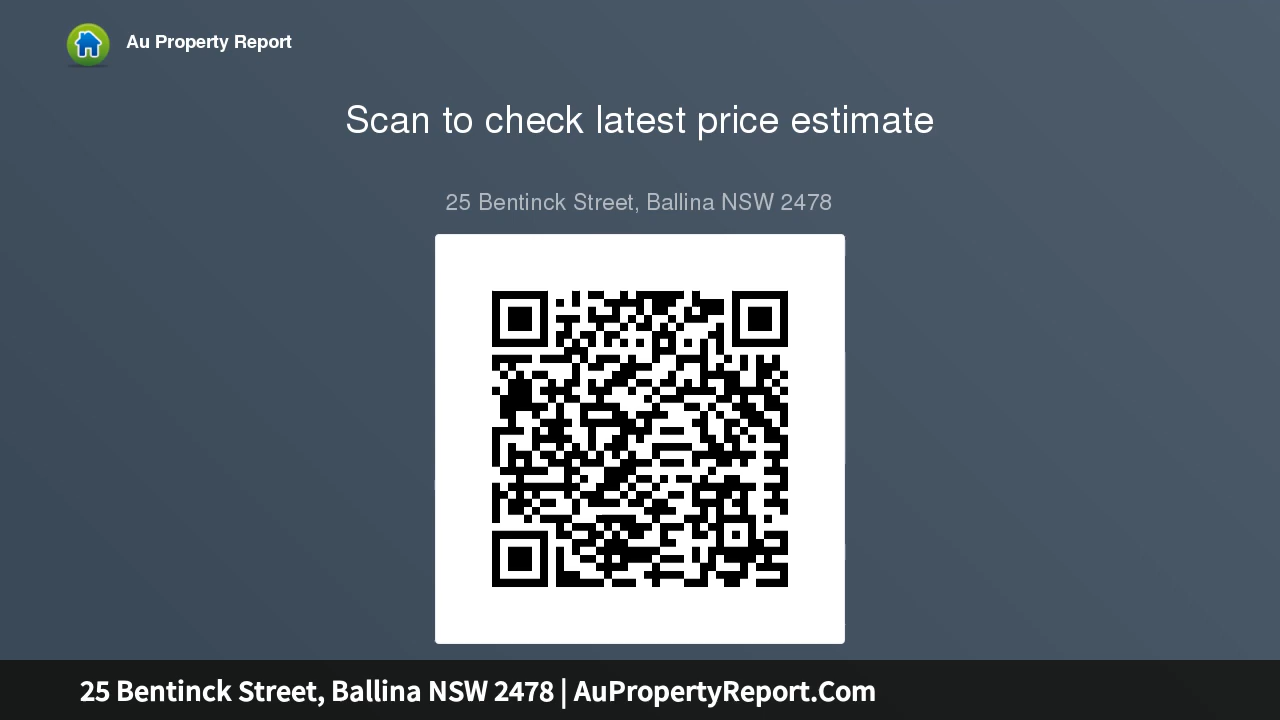 Au Property Report
Scan to check latest price estimate
25 Bentinck Street, Ballina NSW 2478
25 Bentinck Street, Ballina NSW 2478 | AuPropertyReport.Com